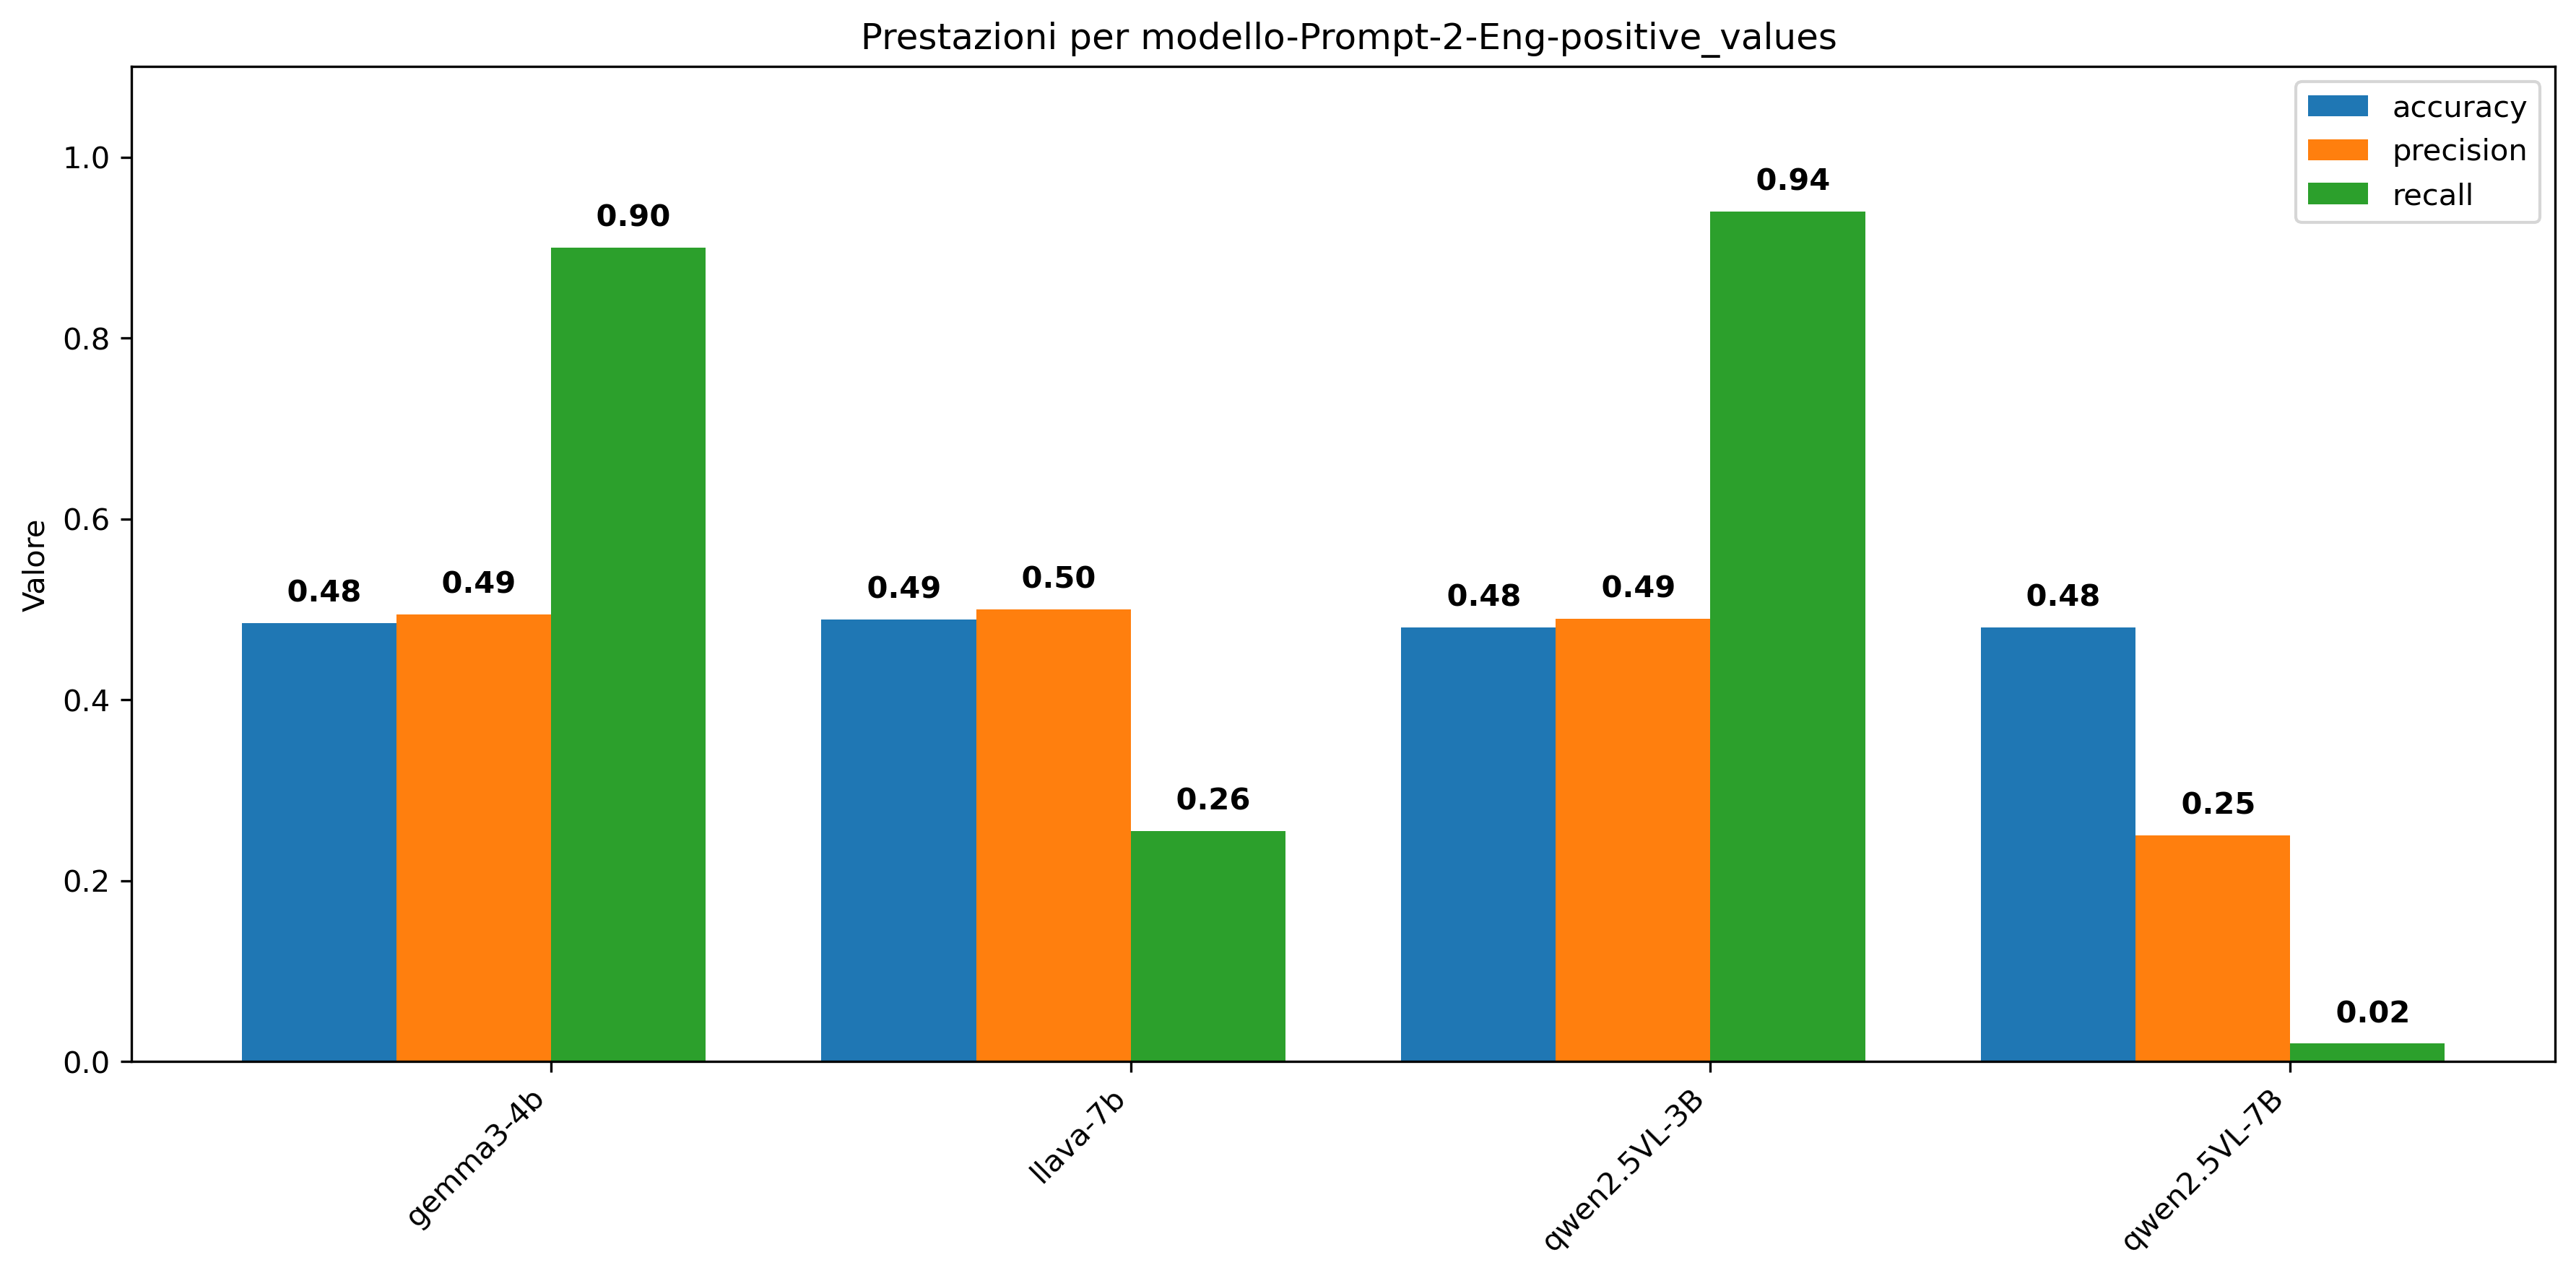 Prestazioni per modello-Prompt-2-Eng-positive_values
accuracy
precision
recall
Valore
1.0
0.8
0.6
0.4
0.2
0.0
0.48
0.49
0.90
0.49
0.50
0.26
0.48
0.49
0.94
0.48
0.25
0.02
gemma3-4b
llava-7b
qwen2.5VL-3B
qwen2.5VL-7B